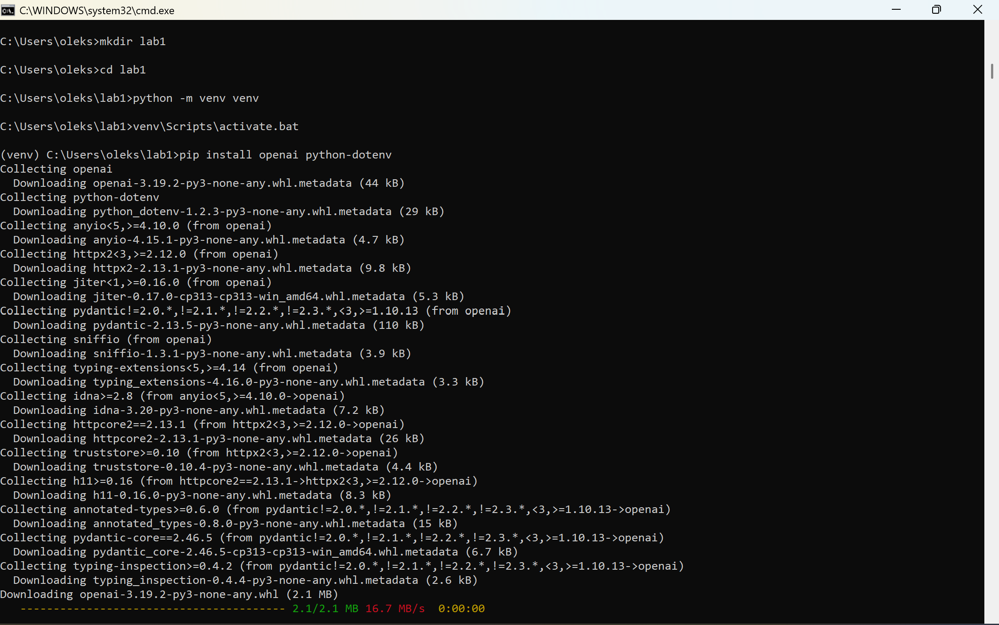 C:\WINDOWS\system32\cmd.exe
C:\Users\oleks>mkdir lab1
C:\Users\oleks>cd lab1
C:\Users\oleks\lab1>python -m venv venv
C:\Users\oleks\lab1>venv\Scripts\activate.bat
(venv) C:\Users\oleks\lab1>pip install openai python-dotenv
Collecting openai
  Downloading openai-3.19.2-py3-none-any.whl.metadata (44 kB)
Collecting python-dotenv
  Downloading python_dotenv-1.2.3-py3-none-any.whl.metadata (29 kB)
Collecting anyio<5,>=4.10.0 (from openai)
  Downloading anyio-4.15.1-py3-none-any.whl.metadata (4.7 kB)
Collecting httpx2<3,>=2.12.0 (from openai)
  Downloading httpx2-2.13.1-py3-none-any.whl.metadata (9.8 kB)
Collecting jiter<1,>=0.16.0 (from openai)
  Downloading jiter-0.17.0-cp313-cp313-win_amd64.whl.metadata (5.3 kB)
Collecting pydantic!=2.0.*,!=2.1.*,!=2.2.*,!=2.3.*,<3,>=1.10.13 (from openai)
  Downloading pydantic-2.13.5-py3-none-any.whl.metadata (110 kB)
Collecting sniffio (from openai)
  Downloading sniffio-1.3.1-py3-none-any.whl.metadata (3.9 kB)
Collecting typing-extensions<5,>=4.14 (from openai)
  Downloading typing_extensions-4.16.0-py3-none-any.whl.metadata (3.3 kB)
Collecting idna>=2.8 (from anyio<5,>=4.10.0->openai)
  Downloading idna-3.20-py3-none-any.whl.metadata (7.2 kB)
Collecting httpcore2==2.13.1 (from httpx2<3,>=2.12.0->openai)
  Downloading httpcore2-2.13.1-py3-none-any.whl.metadata (26 kB)
Collecting truststore>=0.10 (from httpx2<3,>=2.12.0->openai)
  Downloading truststore-0.10.4-py3-none-any.whl.metadata (4.4 kB)
Collecting h11>=0.16 (from httpcore2==2.13.1->httpx2<3,>=2.12.0->openai)
  Downloading h11-0.16.0-py3-none-any.whl.metadata (8.3 kB)
Collecting annotated-types>=0.6.0 (from pydantic!=2.0.*,!=2.1.*,!=2.2.*,!=2.3.*,<3,>=1.10.13->openai)
  Downloading annotated_types-0.8.0-py3-none-any.whl.metadata (15 kB)
Collecting pydantic-core==2.46.5 (from pydantic!=2.0.*,!=2.1.*,!=2.2.*,!=2.3.*,<3,>=1.10.13->openai)
  Downloading pydantic_core-2.46.5-cp313-cp313-win_amd64.whl.metadata (6.7 kB)
Collecting typing-inspection>=0.4.2 (from pydantic!=2.0.*,!=2.1.*,!=2.2.*,!=2.3.*,<3,>=1.10.13->openai)
  Downloading typing_inspection-0.4.4-py3-none-any.whl.metadata (2.6 kB)
Downloading openai-3.19.2-py3-none-any.whl (2.1 MB)
   ---------------------------------------- 2.1/2.1 MB 16.7 MB/s  0:00:00